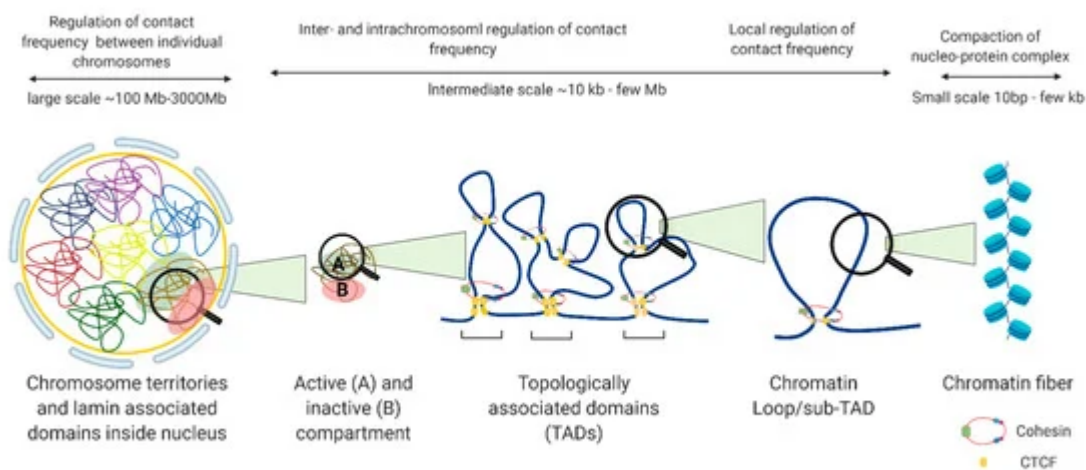 Regulation of contact
frequency between individual
chromosomes
large scale ~100 Mb-3000Mb
Inter- and intrachromosoml regulation of contact
frequency
Local regulation of
contact frequency
Intermediate scale ~10 kb - few Mb
Compaction of
nucleo-protein complex
Small scale 10bp - few kb
A
B
Chromosome territories
and lamin associated
domains inside nucleus
Active (A) and
inactive (B)
compartment
Topologically
associated domains
(TADs)
Chromatin
Loop/sub-TAD
Chromatin fiber
Cohesin
CTCF